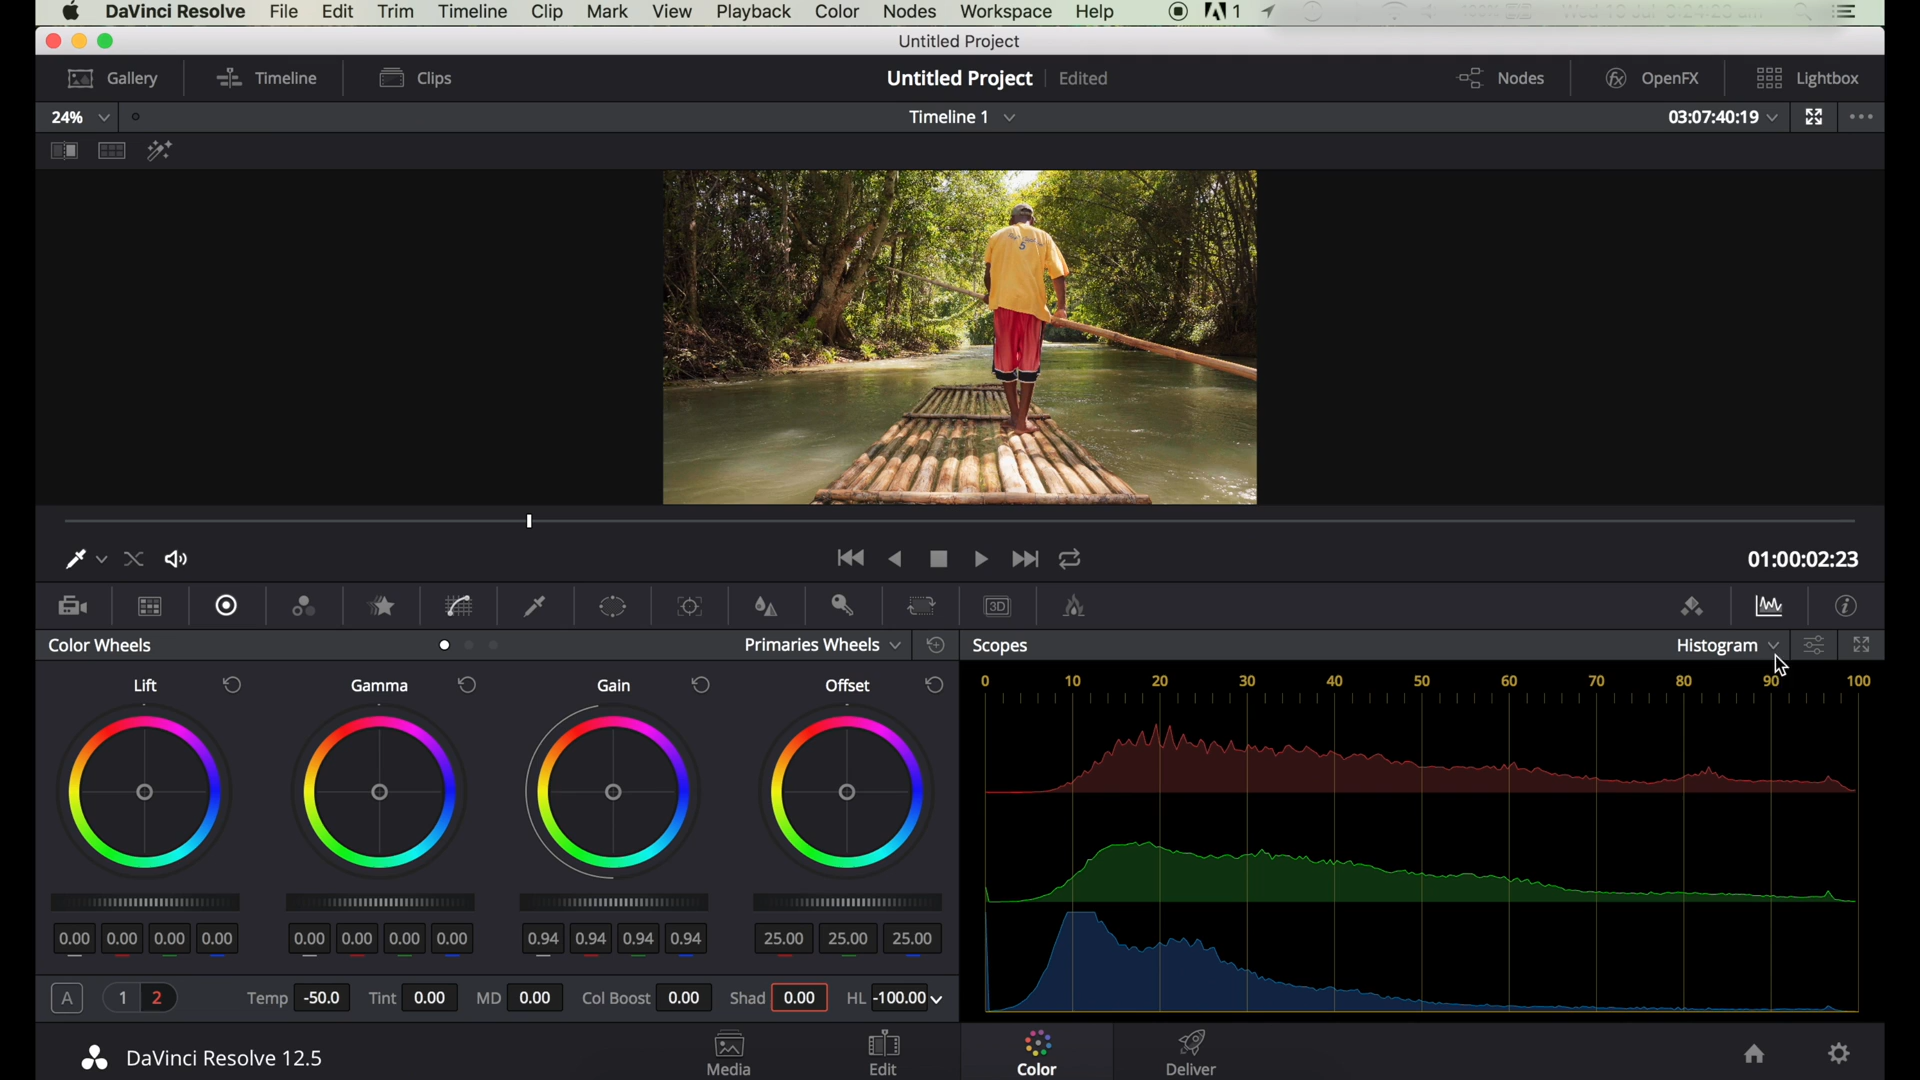 DaVinci Resolve File Edit Trim Timeline Clip Mark View Playback Color Nodes Workspace Help 1
Untitled Project
Gallery Timeline Clips Untitled Project Edited Nodes OpenFX Lightbox
24% Timeline 1 03:07:40:19
5
01:00:02:23
3D
Color Wheels Primaries Wheels Scopes Histogram
Lift Gamma Gain Offset
0 10 20 30 40 50 60 70 80 90 100
0.00 0.00 0.00 0.00 0.00 0.00 0.00 0.00 0.94 0.94 0.94 0.94 25.00 25.00 25.00
A 1 2 Temp -50.0 Tint 0.00 MD 0.00 Col Boost 0.00 Shad 0.00 HL -100.00
DaVinci Resolve 12.5 Media Edit Color Deliver